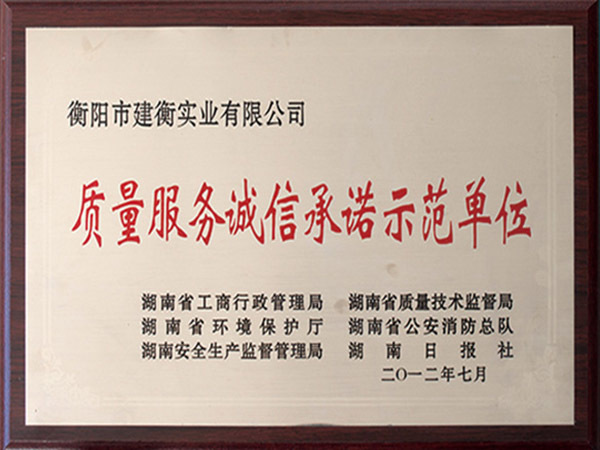 衡阳市建衡实业有限公司
质量服务诚信承诺示范单位
湖南省工商行政管理局 湖南省质量技术监督局
湖南省环境保护厅 湖南省公安消防总队
湖南安全生产监督管理局 湖南日报社
二〇一二年七月